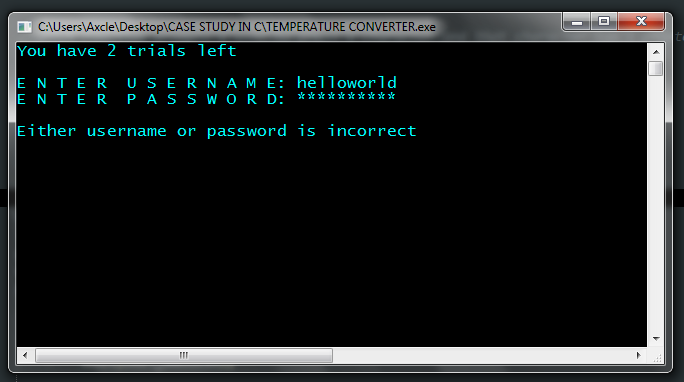 C:\Users\Axcle\Desktop\CASE STUDY IN C\TEMPERATURE CONVERTER.exe
You have 2 trials left
E N T E R  U S E R N A M E: helloworld
E N T E R  P A S S W O R D: **********
Either username or password is incorrect